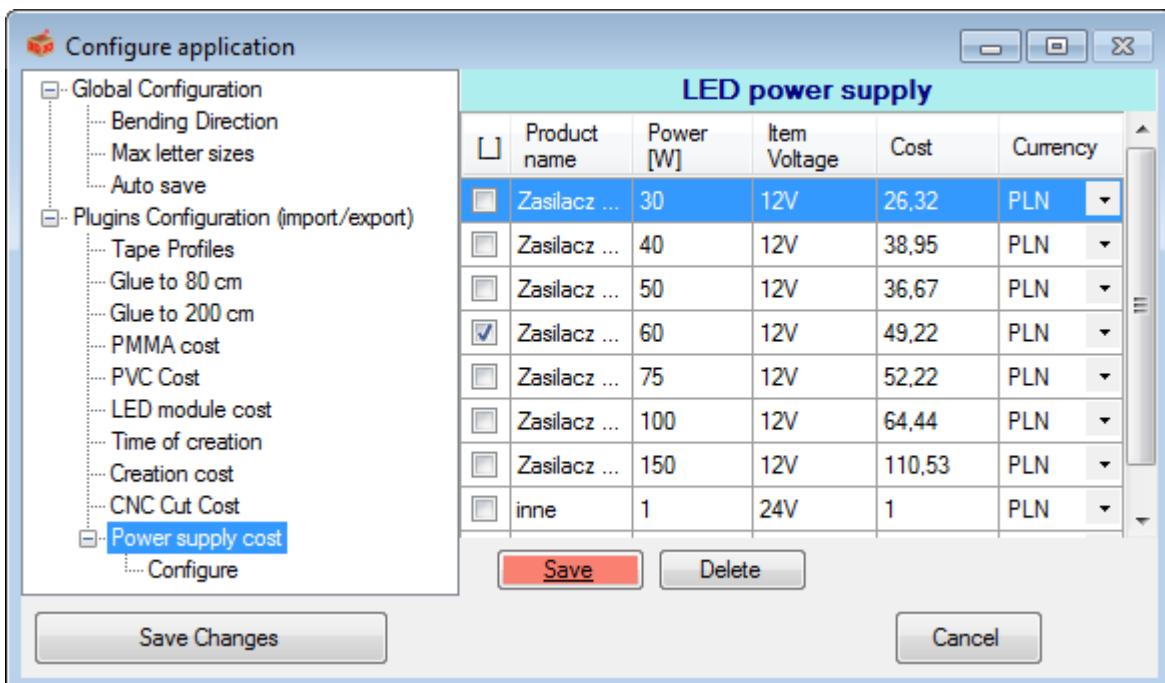 Configure application
Global Configuration
Bending Direction
Max letter sizes
Auto save
Plugins Configuration (import/export)
Tape Profiles
Glue to 80 cm
Glue to 200 cm
PMMA cost
PVC Cost
LED module cost
Time of creation
Creation cost
CNC Cut Cost
Power supply cost
Configure
LED power supply
[_] Product name Power [W] Item Voltage Cost Currency
Zasilacz ... 30 12V 26,32 PLN
Zasilacz ... 40 12V 38,95 PLN
Zasilacz ... 50 12V 36,67 PLN
Zasilacz ... 60 12V 49,22 PLN
Zasilacz ... 75 12V 52,22 PLN
Zasilacz ... 100 12V 64,44 PLN
Zasilacz ... 150 12V 110,53 PLN
inne 1 24V 1 PLN
Save Delete
Save Changes Cancel